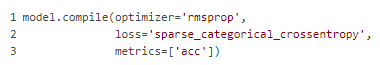 1 model.compile(optimizer='rmsprop',
2               loss='sparse_categorical_crossentropy',
3               metrics=['acc'])